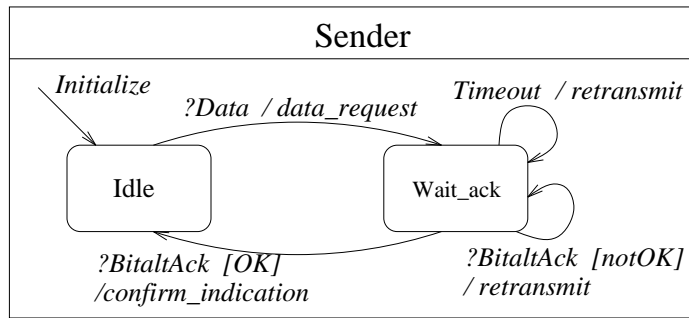 Sender
Initialize
?Data / data_request
Timeout / retransmit
Idle
Wait_ack
?BitaltAck [OK]
/confirm_indication
?BitaltAck [notOK]
/ retransmit